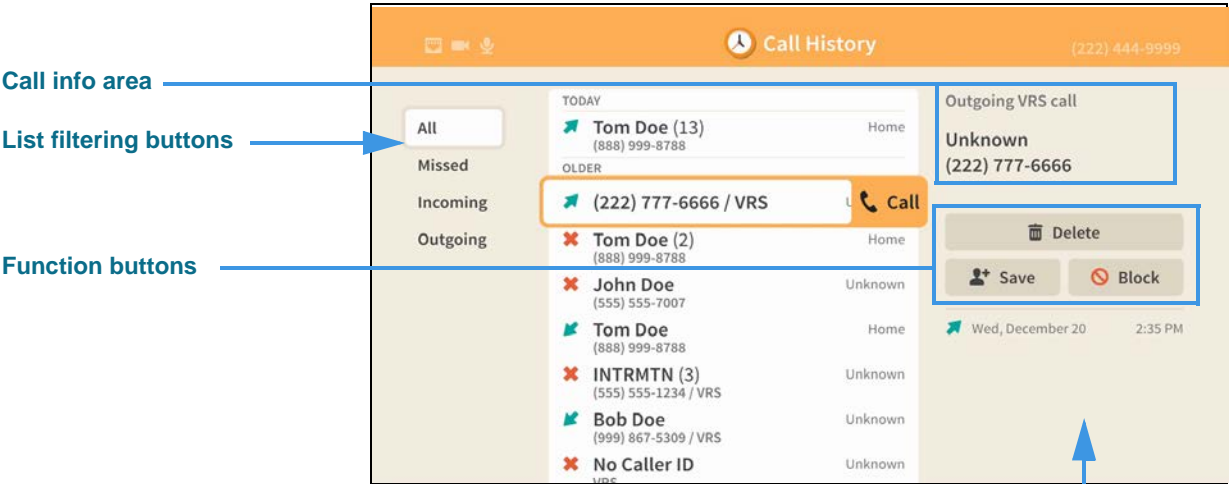 Call History
(222) 444-9999
Call info area
List filtering buttons
Function buttons
All
Missed
Incoming
Outgoing
TODAY
Tom Doe (13) Home
(888) 999-8788
OLDER
(222) 777-6666 / VRS Call
Tom Doe (2) Home
(888) 999-8788
John Doe Unknown
(555) 555-7007
Tom Doe Home
(888) 999-8788
INTRMTN (3) Unknown
(555) 555-1234 / VRS
Bob Doe Unknown
(999) 867-5309 / VRS
No Caller ID Unknown
VRS
Outgoing VRS call
Unknown
(222) 777-6666
Delete
Save Block
Wed, December 20 2:35 PM